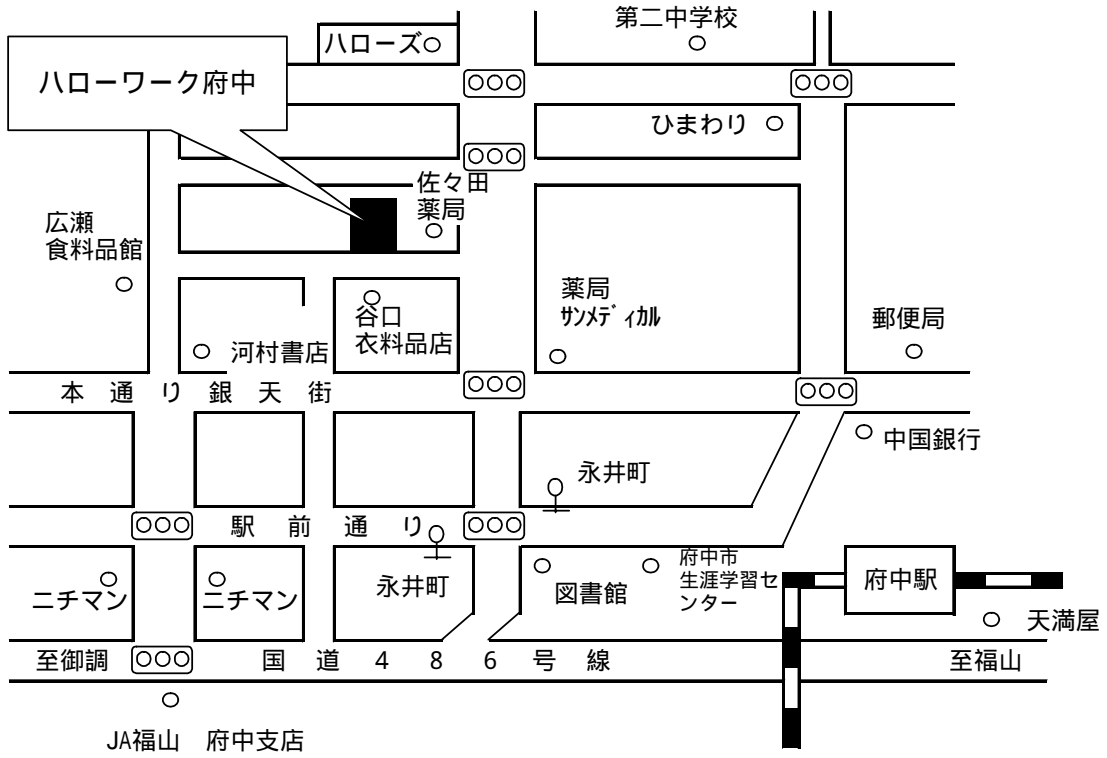 第二中学校
ハローズ
ハローワーク府中
ひまわり
佐々田
薬局
広瀬
食料品館
薬局
ｻﾝﾒﾃﾞｨｶﾙ
谷口
衣料品店
郵便局
河村書店
本通り銀天街
中国銀行
永井町
駅前通り
府中市
生涯学習セ
ンター
永井町
図書館
府中駅
ニチマン
ニチマン
天満屋
至御調
国道486号線
至福山
JA福山　府中支店